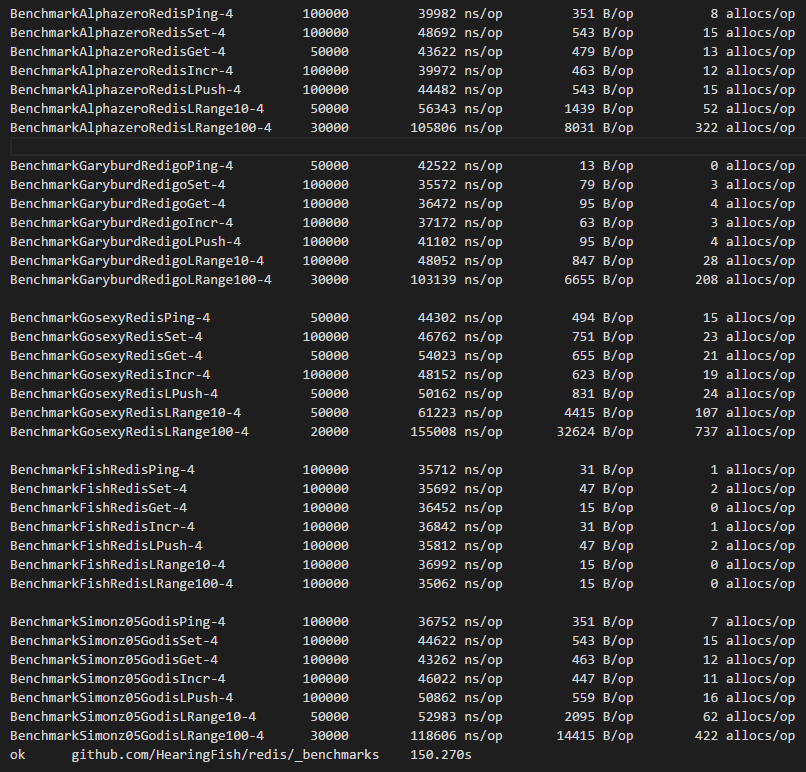 BenchmarkAlphazeroRedisPing-4 100000 39982 ns/op 351 B/op 8 allocs/op
BenchmarkAlphazeroRedisSet-4 100000 48692 ns/op 543 B/op 15 allocs/op
BenchmarkAlphazeroRedisGet-4 50000 43622 ns/op 479 B/op 13 allocs/op
BenchmarkAlphazeroRedisIncr-4 100000 39972 ns/op 463 B/op 12 allocs/op
BenchmarkAlphazeroRedisLPush-4 100000 44482 ns/op 543 B/op 15 allocs/op
BenchmarkAlphazeroRedisLRange10-4 50000 56343 ns/op 1439 B/op 52 allocs/op
BenchmarkAlphazeroRedisLRange100-4 30000 105806 ns/op 8031 B/op 322 allocs/op
BenchmarkGaryburdRedigoPing-4 50000 42522 ns/op 13 B/op 0 allocs/op
BenchmarkGaryburdRedigoSet-4 100000 35572 ns/op 79 B/op 3 allocs/op
BenchmarkGaryburdRedigoGet-4 100000 36472 ns/op 95 B/op 4 allocs/op
BenchmarkGaryburdRedigoIncr-4 100000 37172 ns/op 63 B/op 3 allocs/op
BenchmarkGaryburdRedigoLPush-4 100000 41102 ns/op 95 B/op 4 allocs/op
BenchmarkGaryburdRedigoLRange10-4 100000 48052 ns/op 847 B/op 28 allocs/op
BenchmarkGaryburdRedigoLRange100-4 30000 103139 ns/op 6655 B/op 208 allocs/op
BenchmarkGosexyRedisPing-4 50000 44302 ns/op 494 B/op 15 allocs/op
BenchmarkGosexyRedisSet-4 100000 46762 ns/op 751 B/op 23 allocs/op
BenchmarkGosexyRedisGet-4 50000 54023 ns/op 655 B/op 21 allocs/op
BenchmarkGosexyRedisIncr-4 100000 48152 ns/op 623 B/op 19 allocs/op
BenchmarkGosexyRedisLPush-4 50000 50162 ns/op 831 B/op 24 allocs/op
BenchmarkGosexyRedisLRange10-4 50000 61223 ns/op 4415 B/op 107 allocs/op
BenchmarkGosexyRedisLRange100-4 20000 155008 ns/op 32624 B/op 737 allocs/op
BenchmarkFishRedisPing-4 100000 35712 ns/op 31 B/op 1 allocs/op
BenchmarkFishRedisSet-4 100000 35692 ns/op 47 B/op 2 allocs/op
BenchmarkFishRedisGet-4 100000 36452 ns/op 15 B/op 0 allocs/op
BenchmarkFishRedisIncr-4 100000 36842 ns/op 31 B/op 1 allocs/op
BenchmarkFishRedisLPush-4 100000 35812 ns/op 47 B/op 2 allocs/op
BenchmarkFishRedisLRange10-4 100000 36992 ns/op 15 B/op 0 allocs/op
BenchmarkFishRedisLRange100-4 100000 35062 ns/op 15 B/op 0 allocs/op
BenchmarkSimonz05GodisPing-4 100000 36752 ns/op 351 B/op 7 allocs/op
BenchmarkSimonz05GodisSet-4 100000 44622 ns/op 543 B/op 15 allocs/op
BenchmarkSimonz05GodisGet-4 100000 43262 ns/op 463 B/op 12 allocs/op
BenchmarkSimonz05GodisIncr-4 100000 46022 ns/op 447 B/op 11 allocs/op
BenchmarkSimonz05GodisLPush-4 100000 50862 ns/op 559 B/op 16 allocs/op
BenchmarkSimonz05GodisLRange10-4 50000 52983 ns/op 2095 B/op 62 allocs/op
BenchmarkSimonz05GodisLRange100-4 30000 118606 ns/op 14415 B/op 422 allocs/op
ok github.com/HearingFish/redis/_benchmarks 150.270s